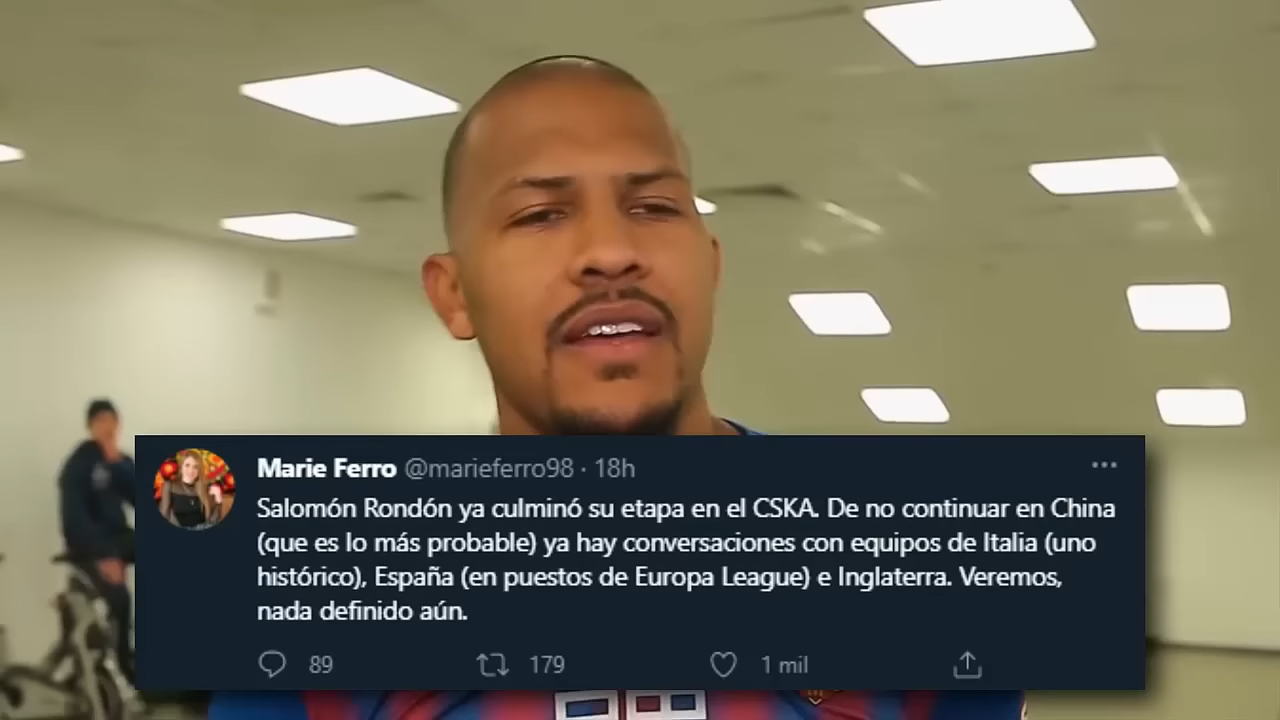 Marie Ferro @marieferro98 · 18h
Salomón Rondón ya culminó su etapa en el CSKA. De no continuar en China
(que es lo más probable) ya hay conversaciones con equipos de Italia (uno
histórico), España (en puestos de Europa League) e Inglaterra. Veremos,
nada definido aún.
89 179 1 mil